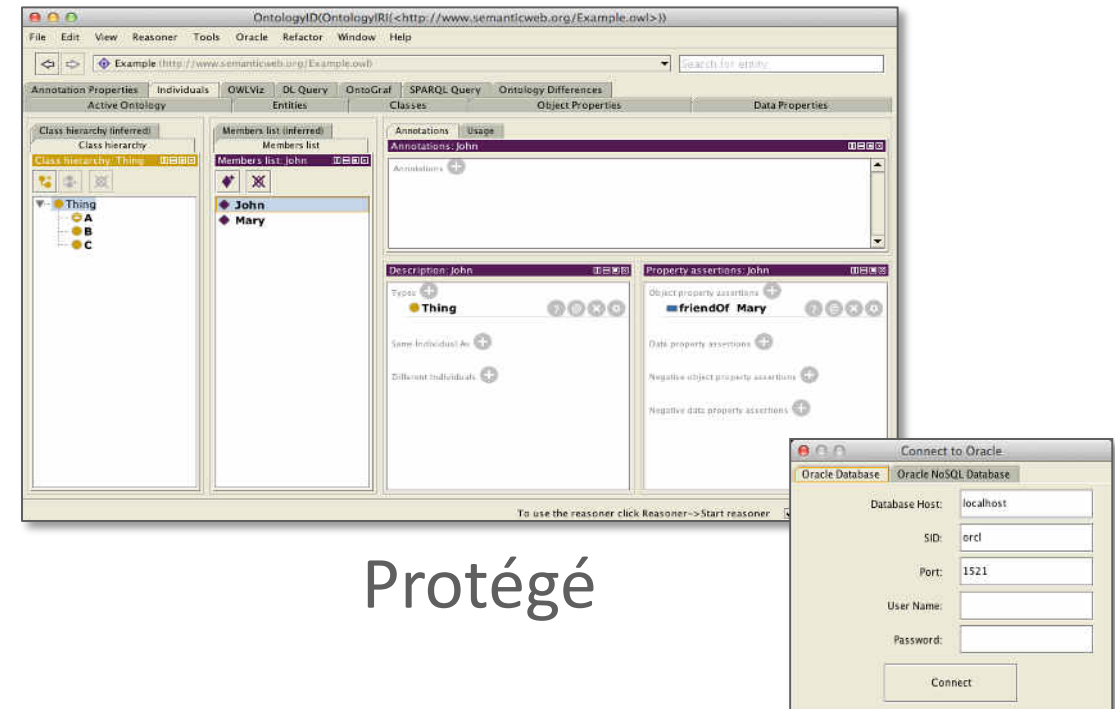 OntologyID(OntologyIRI(<http://www.semanticweb.org/Example.owl>))
File Edit View Reasoner Tools Oracle Refactor Window Help
Example (http://www.semanticweb.org/Example.owl)
Search for entity
Annotation Properties Individuals OWLViz DL Query OntoGraf SPARQL Query Ontology Differences
Active Ontology Entities Classes Object Properties Data Properties
Class hierarchy (inferred)
Class hierarchy
Class hierarchy: Thing
Thing
A
B
C
Members list (inferred)
Members list
Members list: John
John
Mary
Annotations Usage
Annotations: John
Annotations
Description: John
Types
Thing
Same Individual As
Different Individuals
Property assertions: John
Object property assertions
friendOf Mary
Data property assertions
Negative object property assertions
Negative data property assertions
To use the reasoner click Reasoner->Start reasoner
Protégé
Connect to Oracle
Oracle Database Oracle NoSQL Database
Database Host: localhost
SID: orcl
Port: 1521
User Name:
Password:
Connect